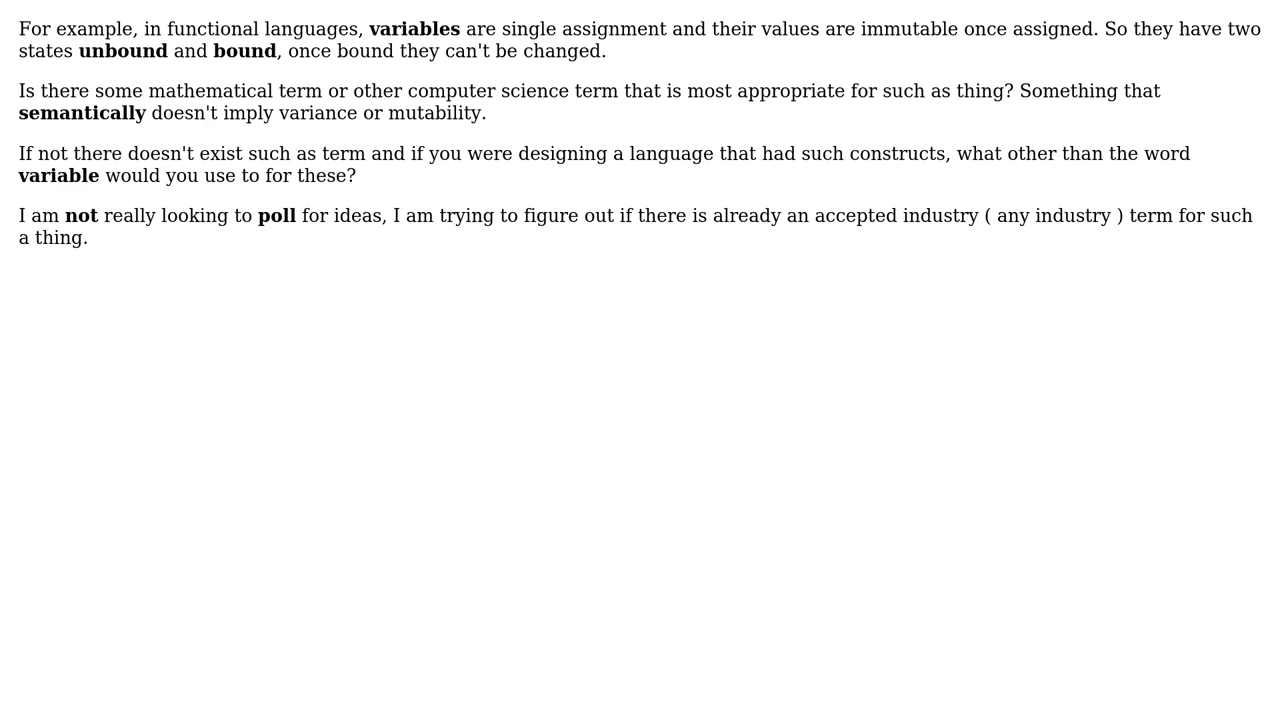 For example, in functional languages, variables are single assignment and their values are immutable once assigned. So they have two
states unbound and bound, once bound they can't be changed.
Is there some mathematical term or other computer science term that is most appropriate for such as thing? Something that
semantically doesn't imply variance or mutability.
If not there doesn't exist such as term and if you were designing a language that had such constructs, what other than the word
variable would you use to for these?
I am not really looking to poll for ideas, I am trying to figure out if there is already an accepted industry ( any industry ) term for such
a thing.